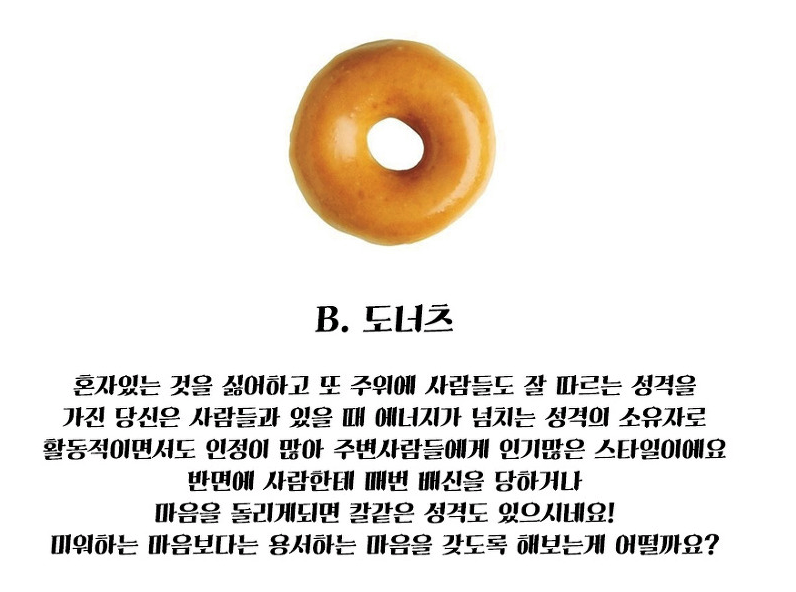 B. 도너츠
혼자있는 것을 싫어하고 또 주위에 사람들도 잘 따르는 성격을
가진 당신은 사람들과 있을 때 에너지가 넘치는 성격의 소유자로
활동적이면서도 인정이 많아 주변사람들에게 인기많은 스타일이에요
반면에 사람한테 매번 배신을 당하거나
마음을 돌리게되면 칼같은 성격도 있으시네요!
미워하는 마음보다는 용서하는 마음을 갖도록 해보는게 어떨까요?